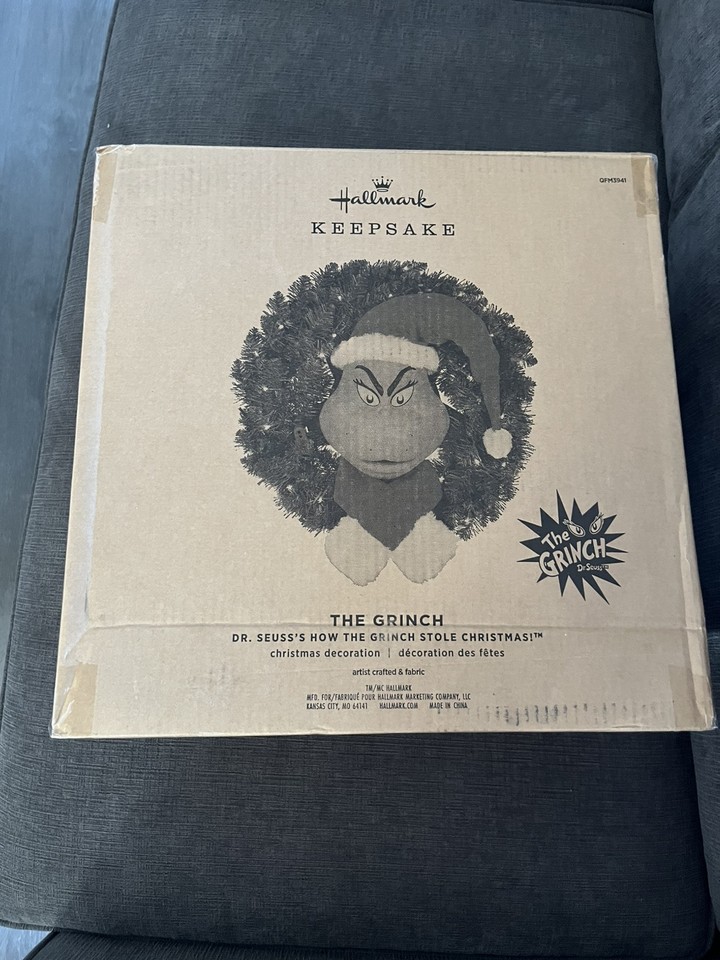 Hallmark
KEEPSAKE
QFM3941
The
GRINCH
Dr. Seuss
THE GRINCH
DR. SEUSS'S HOW THE GRINCH STOLE CHRISTMAS!™
christmas decoration | décoration des fêtes
artist crafted & fabric
TM/MC HALLMARK
MFD. FOR/FABRIQUÉ POUR HALLMARK MARKETING COMPANY, LLC
KANSAS CITY, MO 64141 HALLMARK.COM MADE IN CHINA